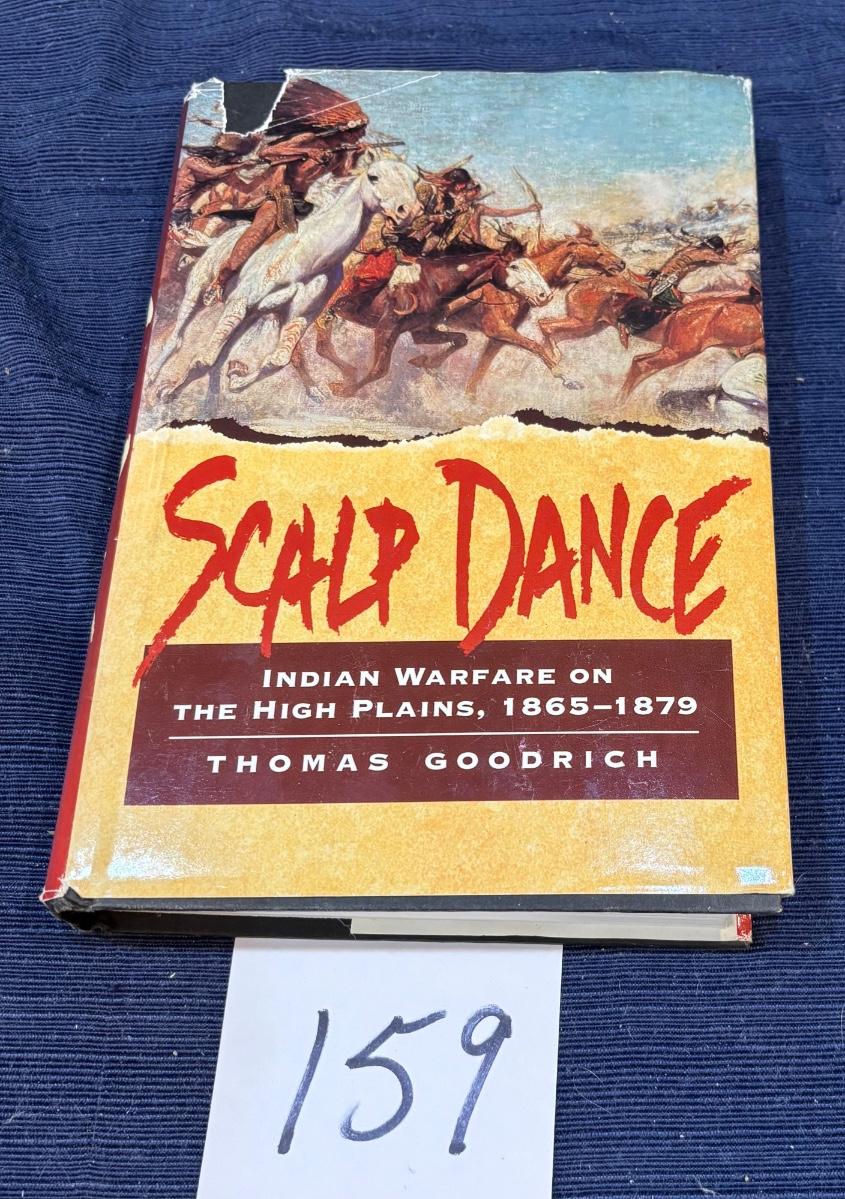 SCALP DANCE
INDIAN WARFARE ON
THE HIGH PLAINS, 1865–1879
THOMAS GOODRICH
159